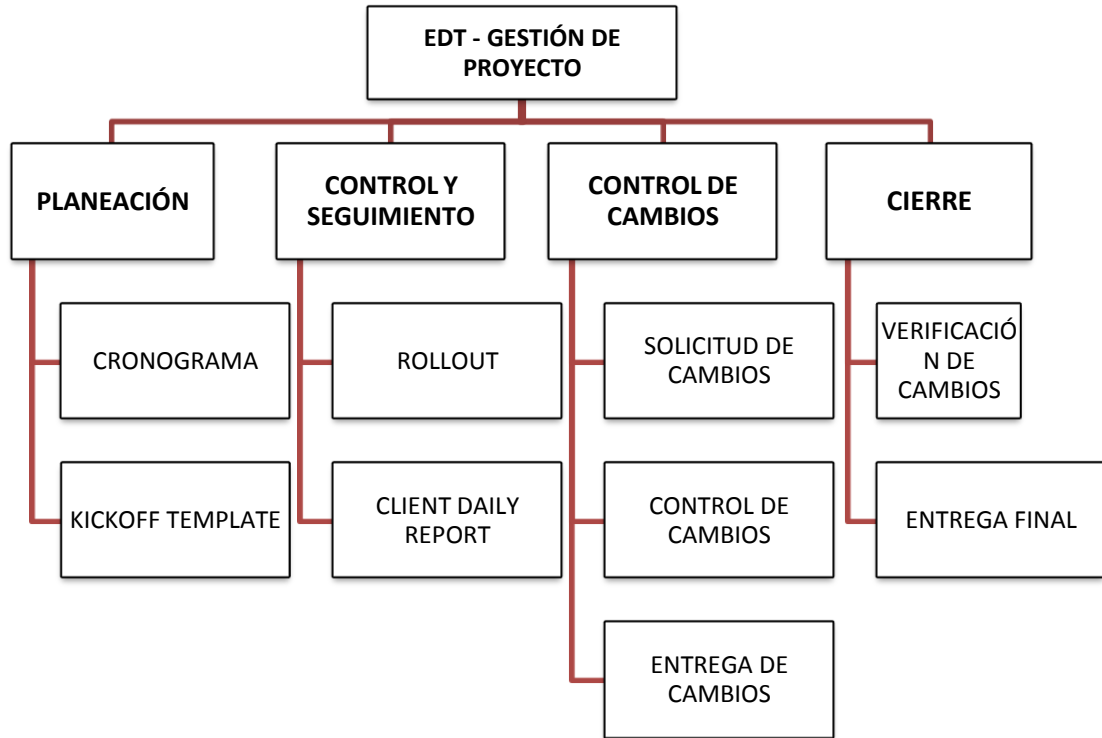 EDT - GESTIÓN DE
PROYECTO
PLANEACIÓN
CONTROL Y
SEGUIMIENTO
CONTROL DE
CAMBIOS
CIERRE
CRONOGRAMA
ROLLOUT
SOLICITUD DE
CAMBIOS
VERIFICACIÓ
N DE
CAMBIOS
KICKOFF TEMPLATE
CLIENT DAILY
REPORT
CONTROL DE
CAMBIOS
ENTREGA FINAL
ENTREGA DE
CAMBIOS